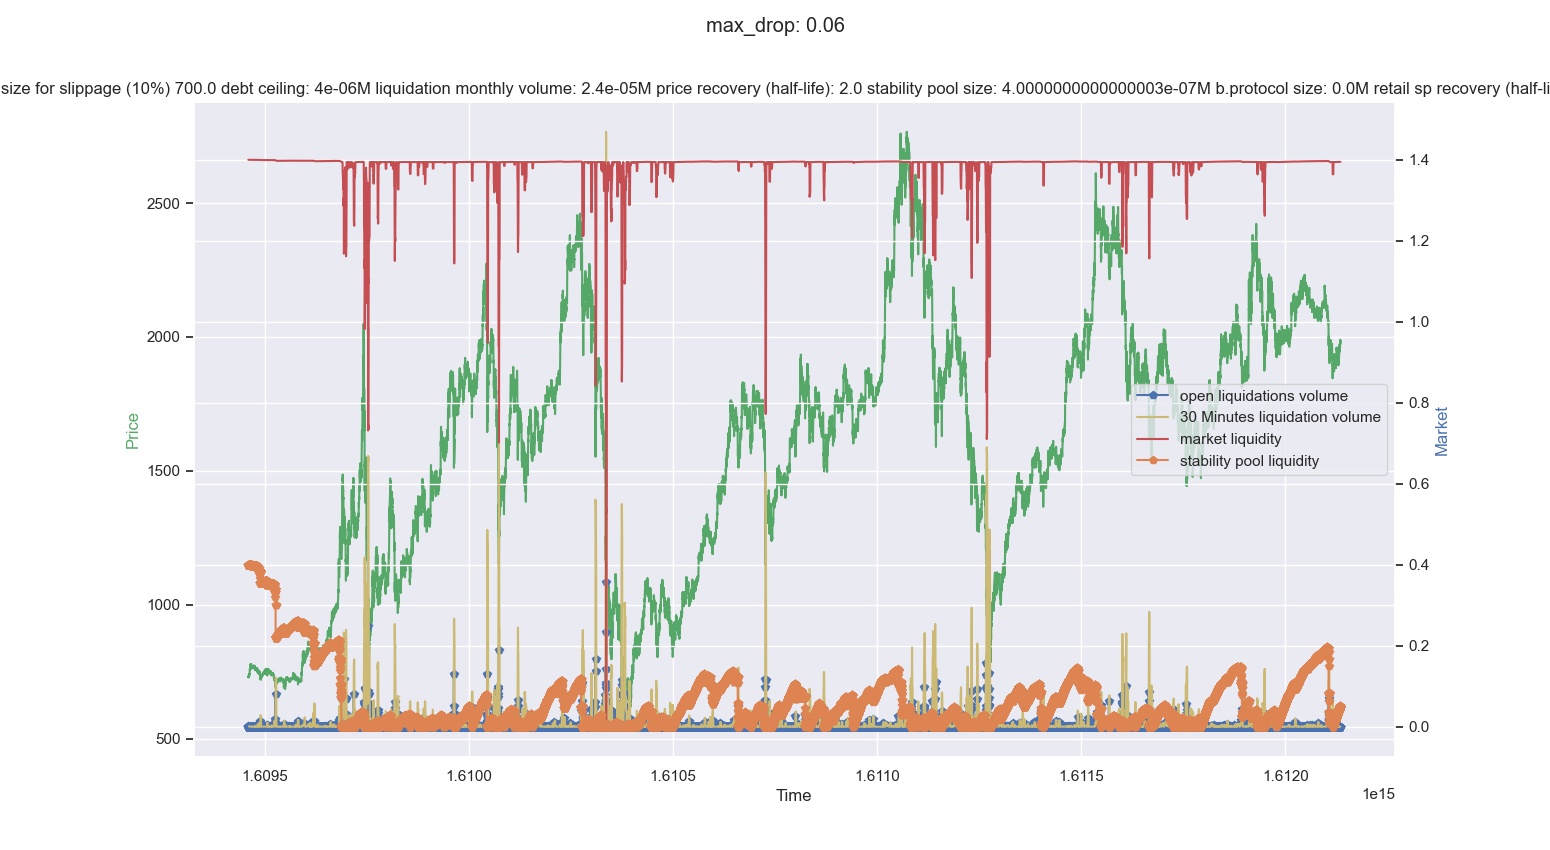 max_drop: 0.06
size for slippage (10%) 700.0 debt ceiling: 4e-06M liquidation monthly volume: 2.4e-05M price recovery (half-life): 2.0 stability pool size: 4.0000000000000003e-07M b.protocol size: 0.0M retail sp recovery (half-li
2500
2000
1500
1000
500
Price
1.4
1.2
1.0
0.8
0.6
0.4
0.2
0.0
Market
open liquidations volume
30 Minutes liquidation volume
market liquidity
stability pool liquidity
1.6095 1.6100 1.6105 1.6110 1.6115 1.6120
1e15
Time